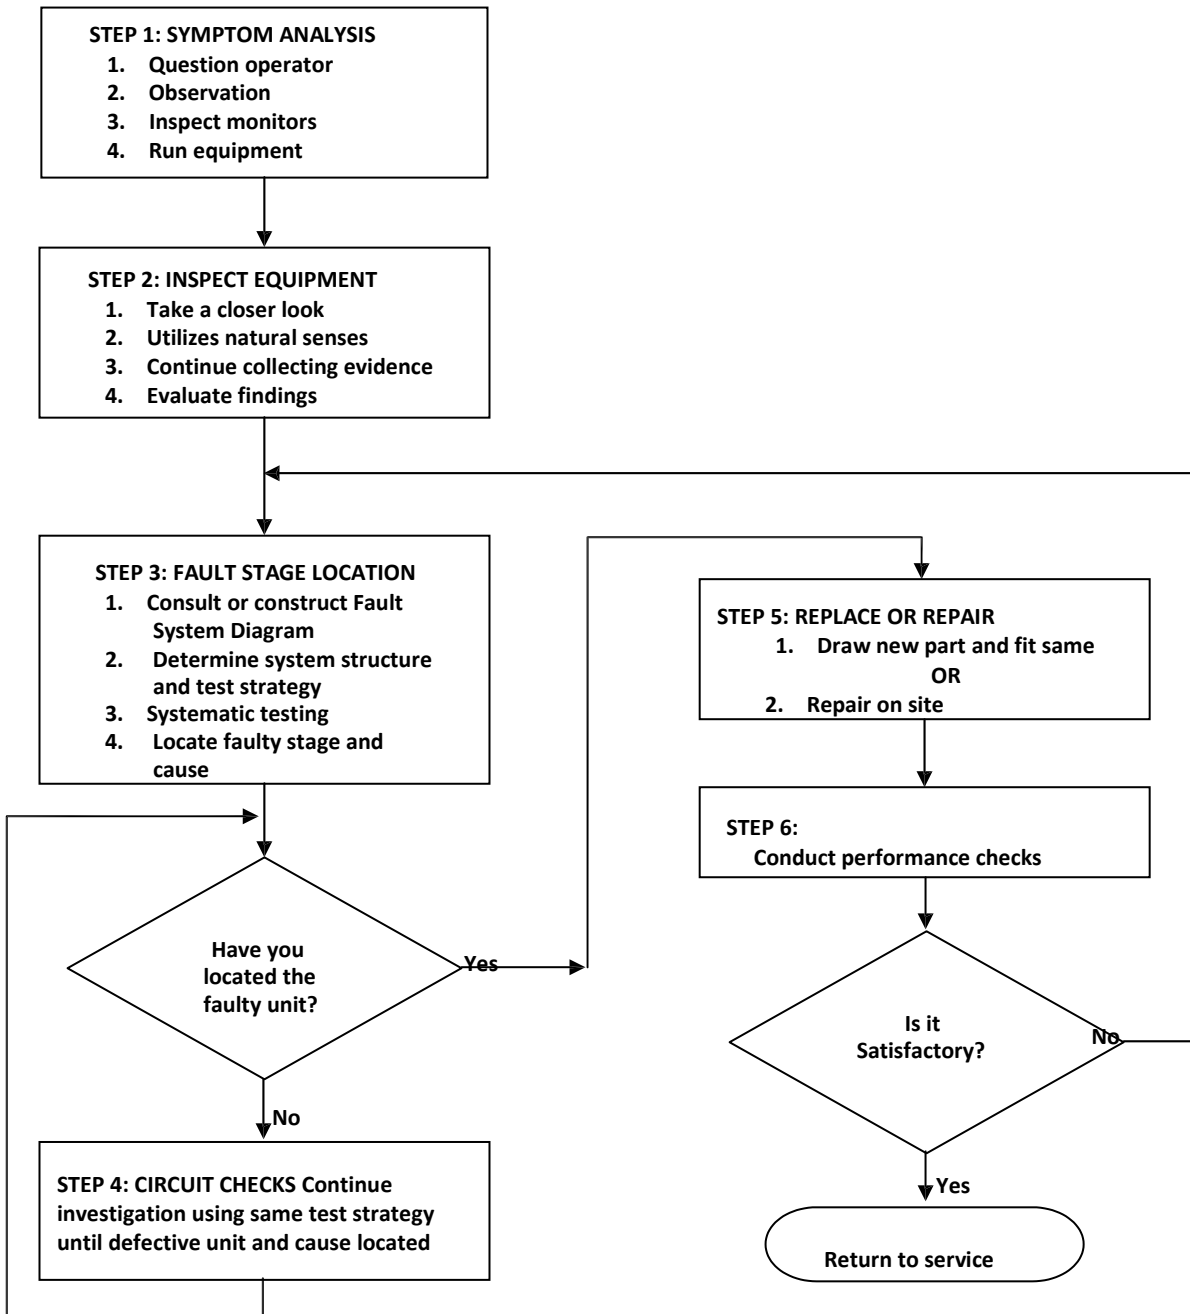 STEP 1: SYMPTOM ANALYSIS
1. Question operator
2. Observation
3. Inspect monitors
4. Run equipment
STEP 2: INSPECT EQUIPMENT
1. Take a closer look
2. Utilizes natural senses
3. Continue collecting evidence
4. Evaluate findings
STEP 3: FAULT STAGE LOCATION
1. Consult or construct Fault
System Diagram
2. Determine system structure
and test strategy
3. Systematic testing
4. Locate faulty stage and
cause
Have you
located the
faulty unit?
Yes
No
STEP 4: CIRCUIT CHECKS Continue
investigation using same test strategy
until defective unit and cause located
STEP 5: REPLACE OR REPAIR
1. Draw new part and fit same
OR
2. Repair on site
STEP 6:
Conduct performance checks
Is it
Satisfactory?
No
Yes
Return to service